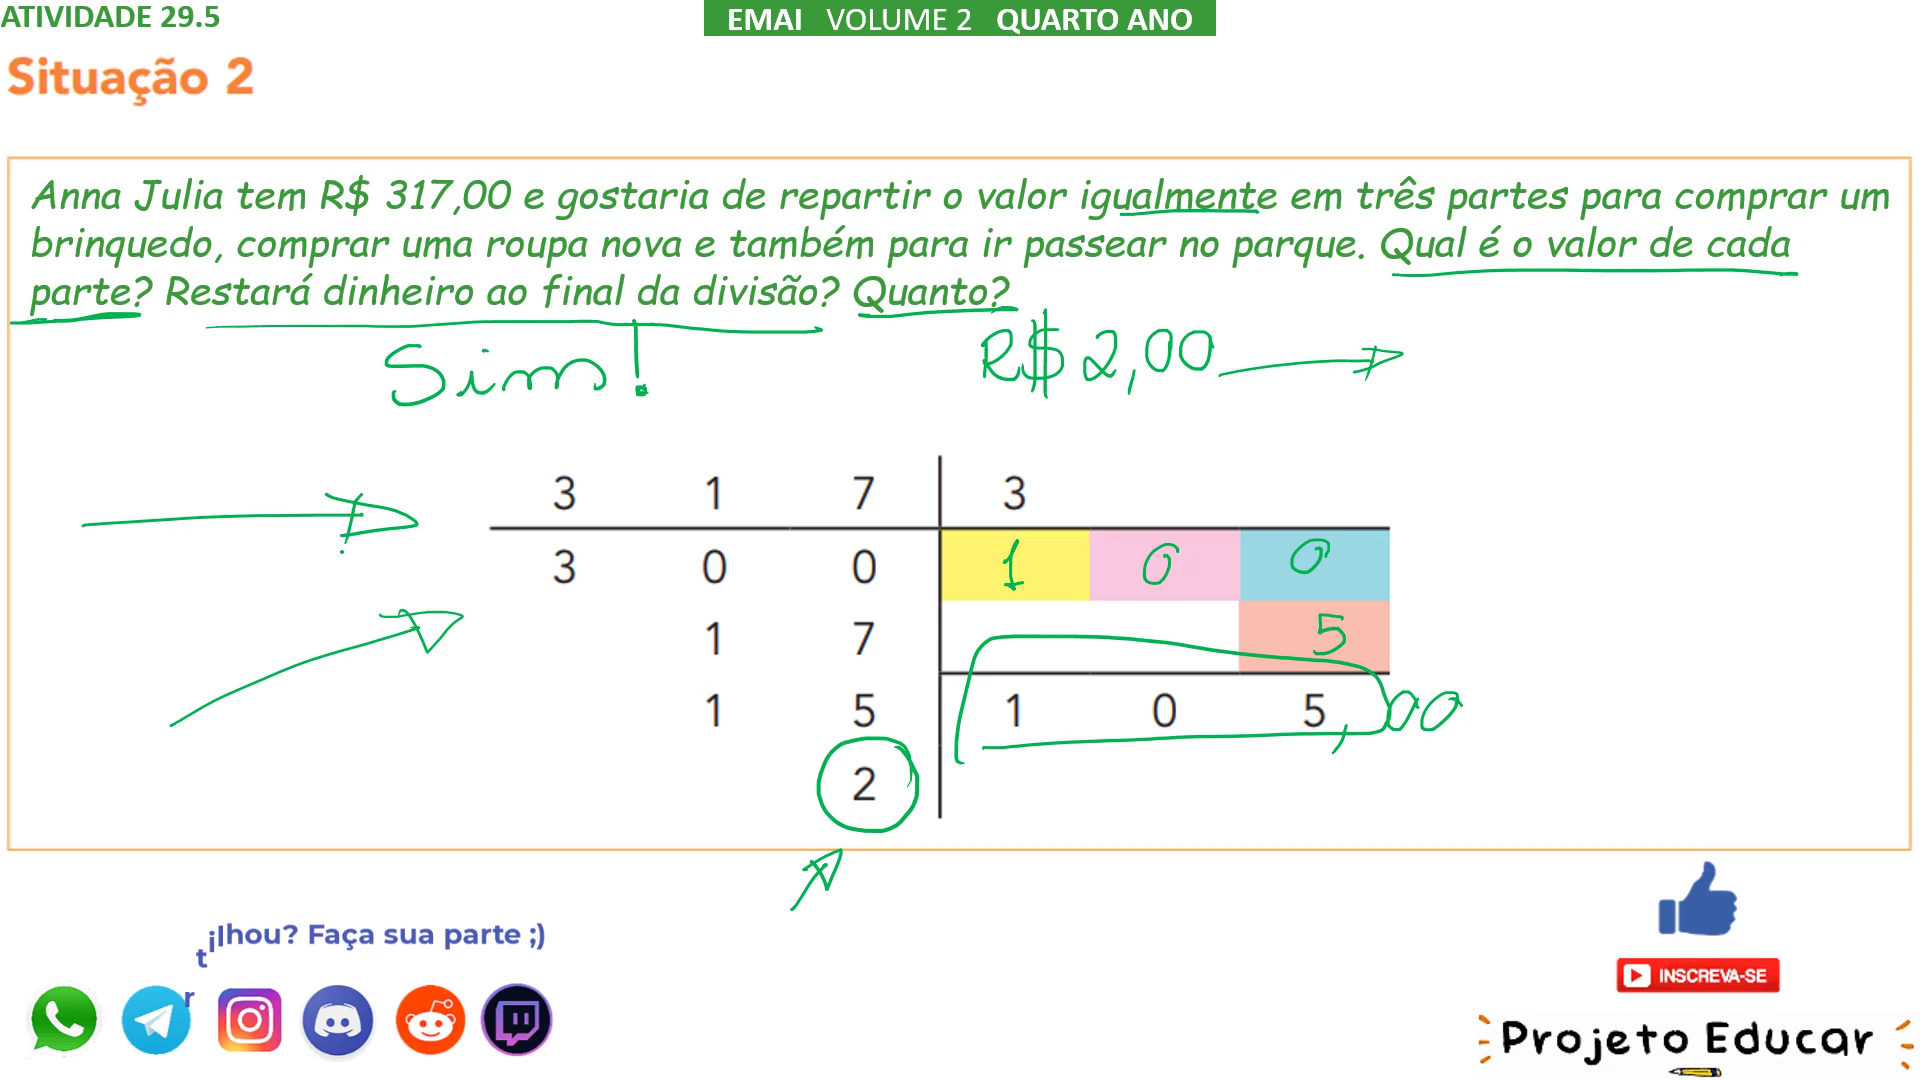 ATIVIDADE 29.5
EMAI VOLUME 2 QUARTO ANO
Situação 2
Anna Julia tem R$ 317,00 e gostaria de repartir o valor igualmente em três partes para comprar um
brinquedo, comprar uma roupa nova e também para ir passear no parque. Qual é o valor de cada
parte? Restará dinheiro ao final da divisão? Quanto?
Sim! R$ 2,00
3 1 7 3
3 0 0 1 0 0
1 7 5
1 5 1 0 5,00
2
hou? Faça sua parte ;)
INSCREVA-SE
Projeto Educar